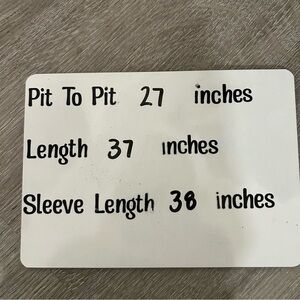 Pit To Pit 27 inches
Length 37 inches
Sleeve Length 38 inches